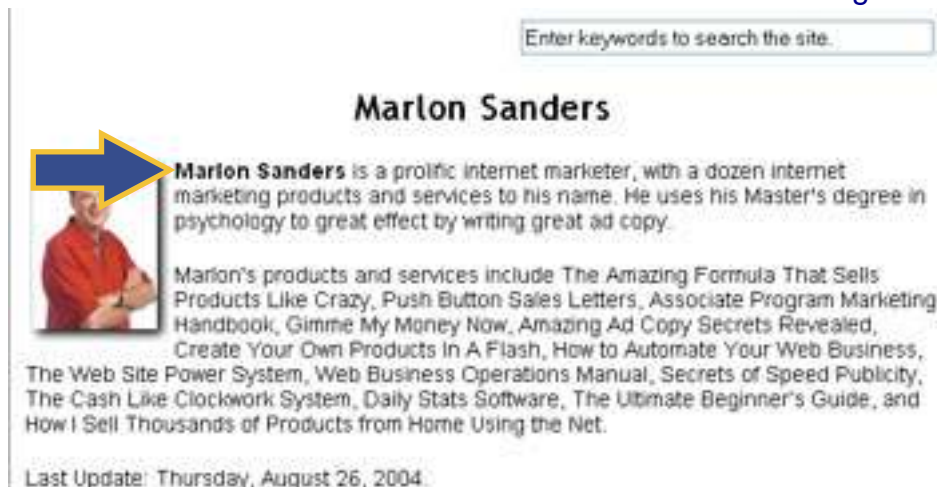 Enter keywords to search the site.
Marlon Sanders
Marlon Sanders is a prolific internet marketer, with a dozen internet
marketing products and services to his name. He uses his Master's degree in
psychology to great effect by writing great ad copy.
Marlon's products and services include The Amazing Formula That Sells
Products Like Crazy, Push Button Sales Letters, Associate Program Marketing
Handbook, Gimme My Money Now, Amazing Ad Copy Secrets Revealed,
Create Your Own Products In A Flash, How to Automate Your Web Business,
The Web Site Power System, Web Business Operations Manual, Secrets of Speed Publicity,
The Cash Like Clockwork System, Daily Stats Software, The Ultimate Beginner's Guide, and
How I Sell Thousands of Products from Home Using the Net.
Last Update: Thursday, August 26, 2004.